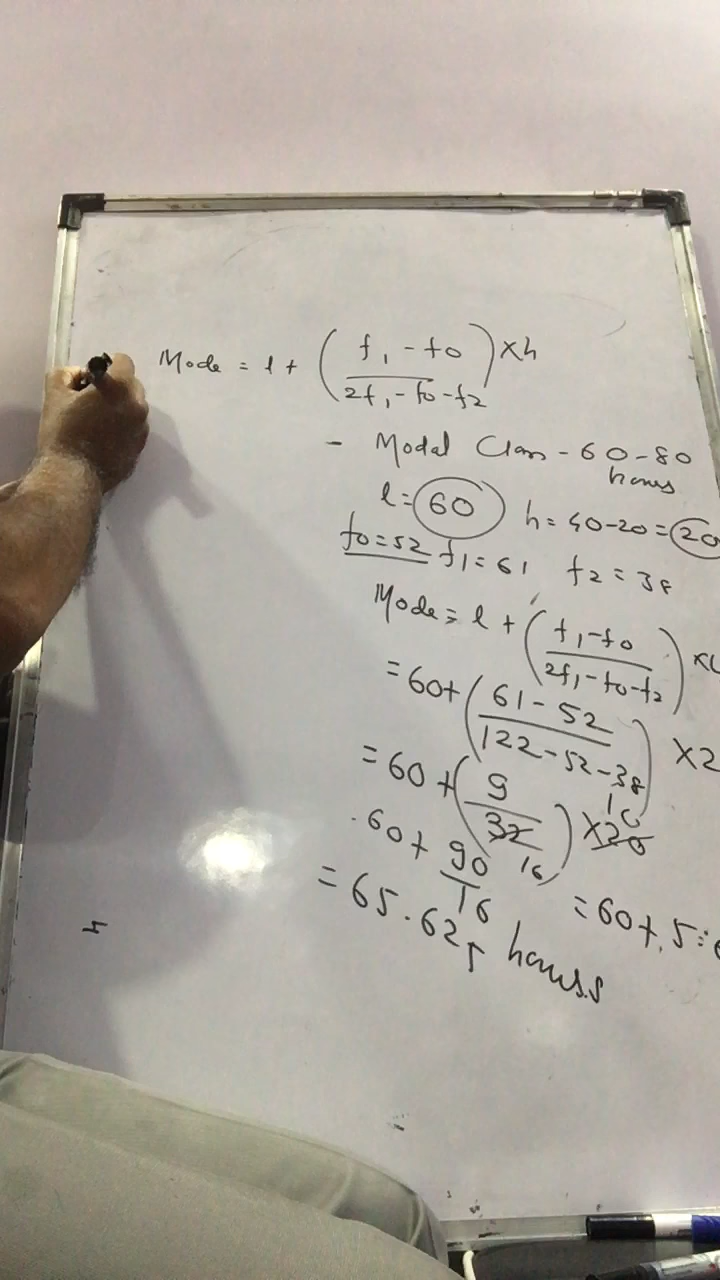 Mode = l + ( f1 - f0 / 2f1 - f0 - f2 ) × h
- Modal Class - 60 - 80
hours
l = 60 h = 40 - 20 = 20
f0 = 52 f1 = 61 f2 = 38
Mode = l + ( f1 - f0 / 2f1 - f0 - f2 ) ×
= 60 + ( 61 - 52 / 122 - 52 - 38 ) × 2
= 60 + ( 9 / 32 16 ) × 20 10
60 + 90 / 16 = 60 + 5
= 65.625 hours